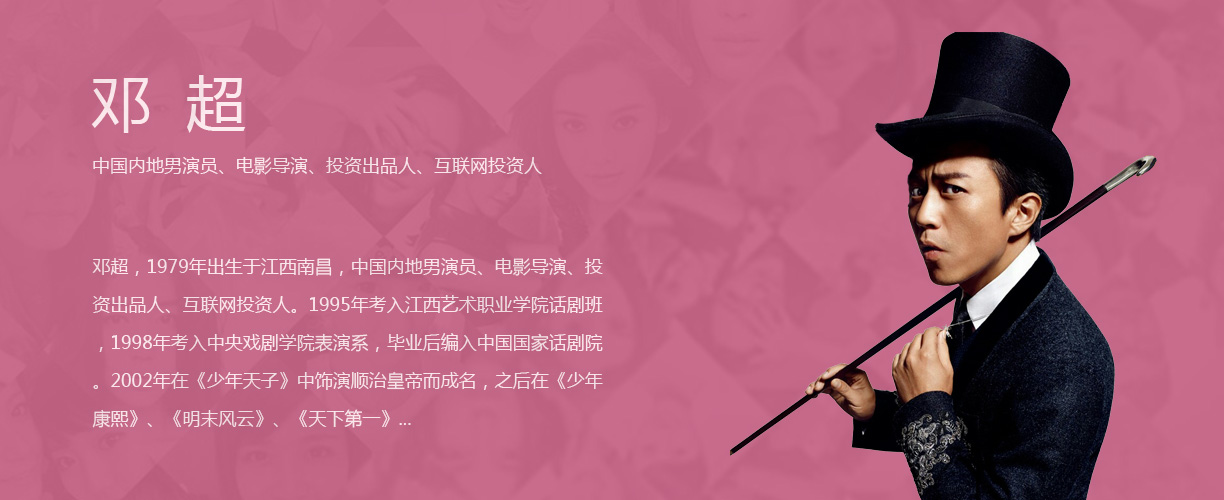 邓 超
中国内地男演员、电影导演、投资出品人、互联网投资人
邓超，1979年出生于江西南昌，中国内地男演员、电影导演、投
资出品人、互联网投资人。1995年考入江西艺术职业学院话剧班
，1998年考入中央戏剧学院表演系，毕业后编入中国国家话剧院
。2002年在《少年天子》中饰演顺治皇帝而成名，之后在《少年
康熙》、《明末风云》、《天下第一》...